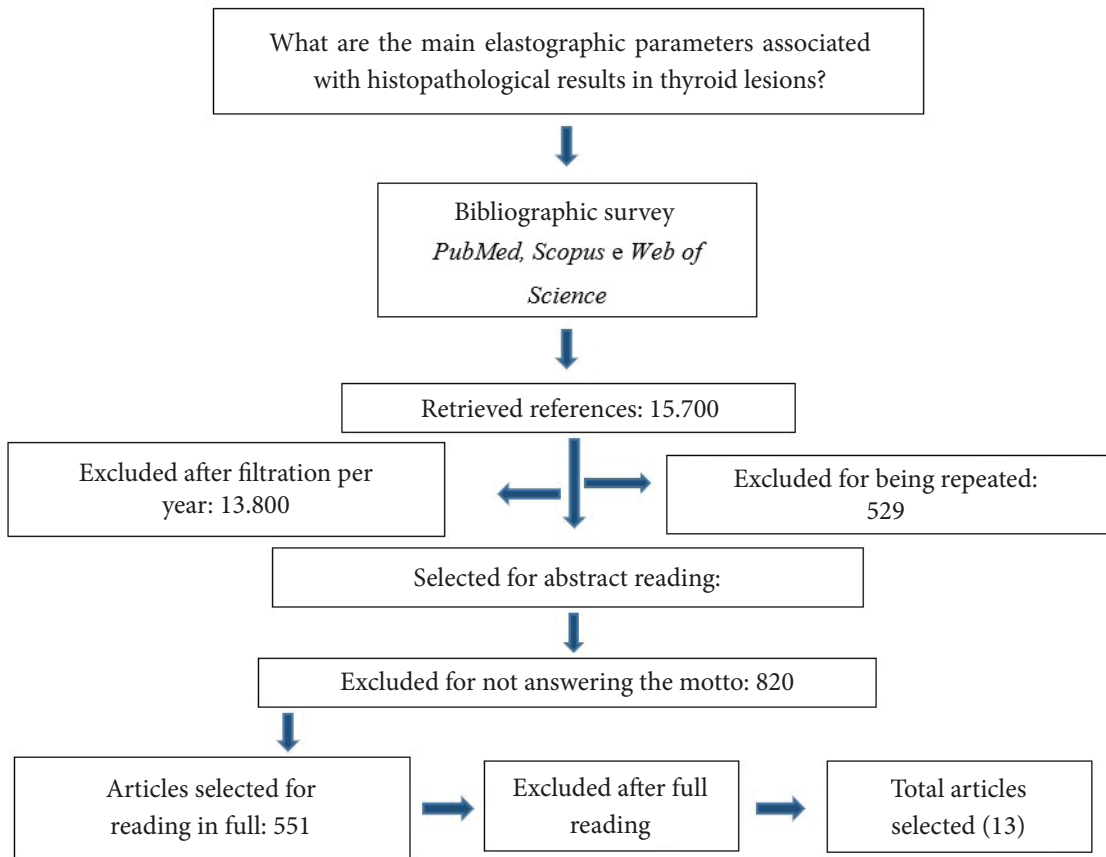 What are the main elastographic parameters associated
with histopathological results in thyroid lesions?
Bibliographic survey
PubMed, Scopus e Web of
Science
Retrieved references: 15.700
Excluded after filtration per
year: 13.800
Excluded for being repeated:
529
Selected for abstract reading:
Excluded for not answering the motto: 820
Articles selected for
reading in full: 551
Excluded after full
reading
Total articles
selected (13)